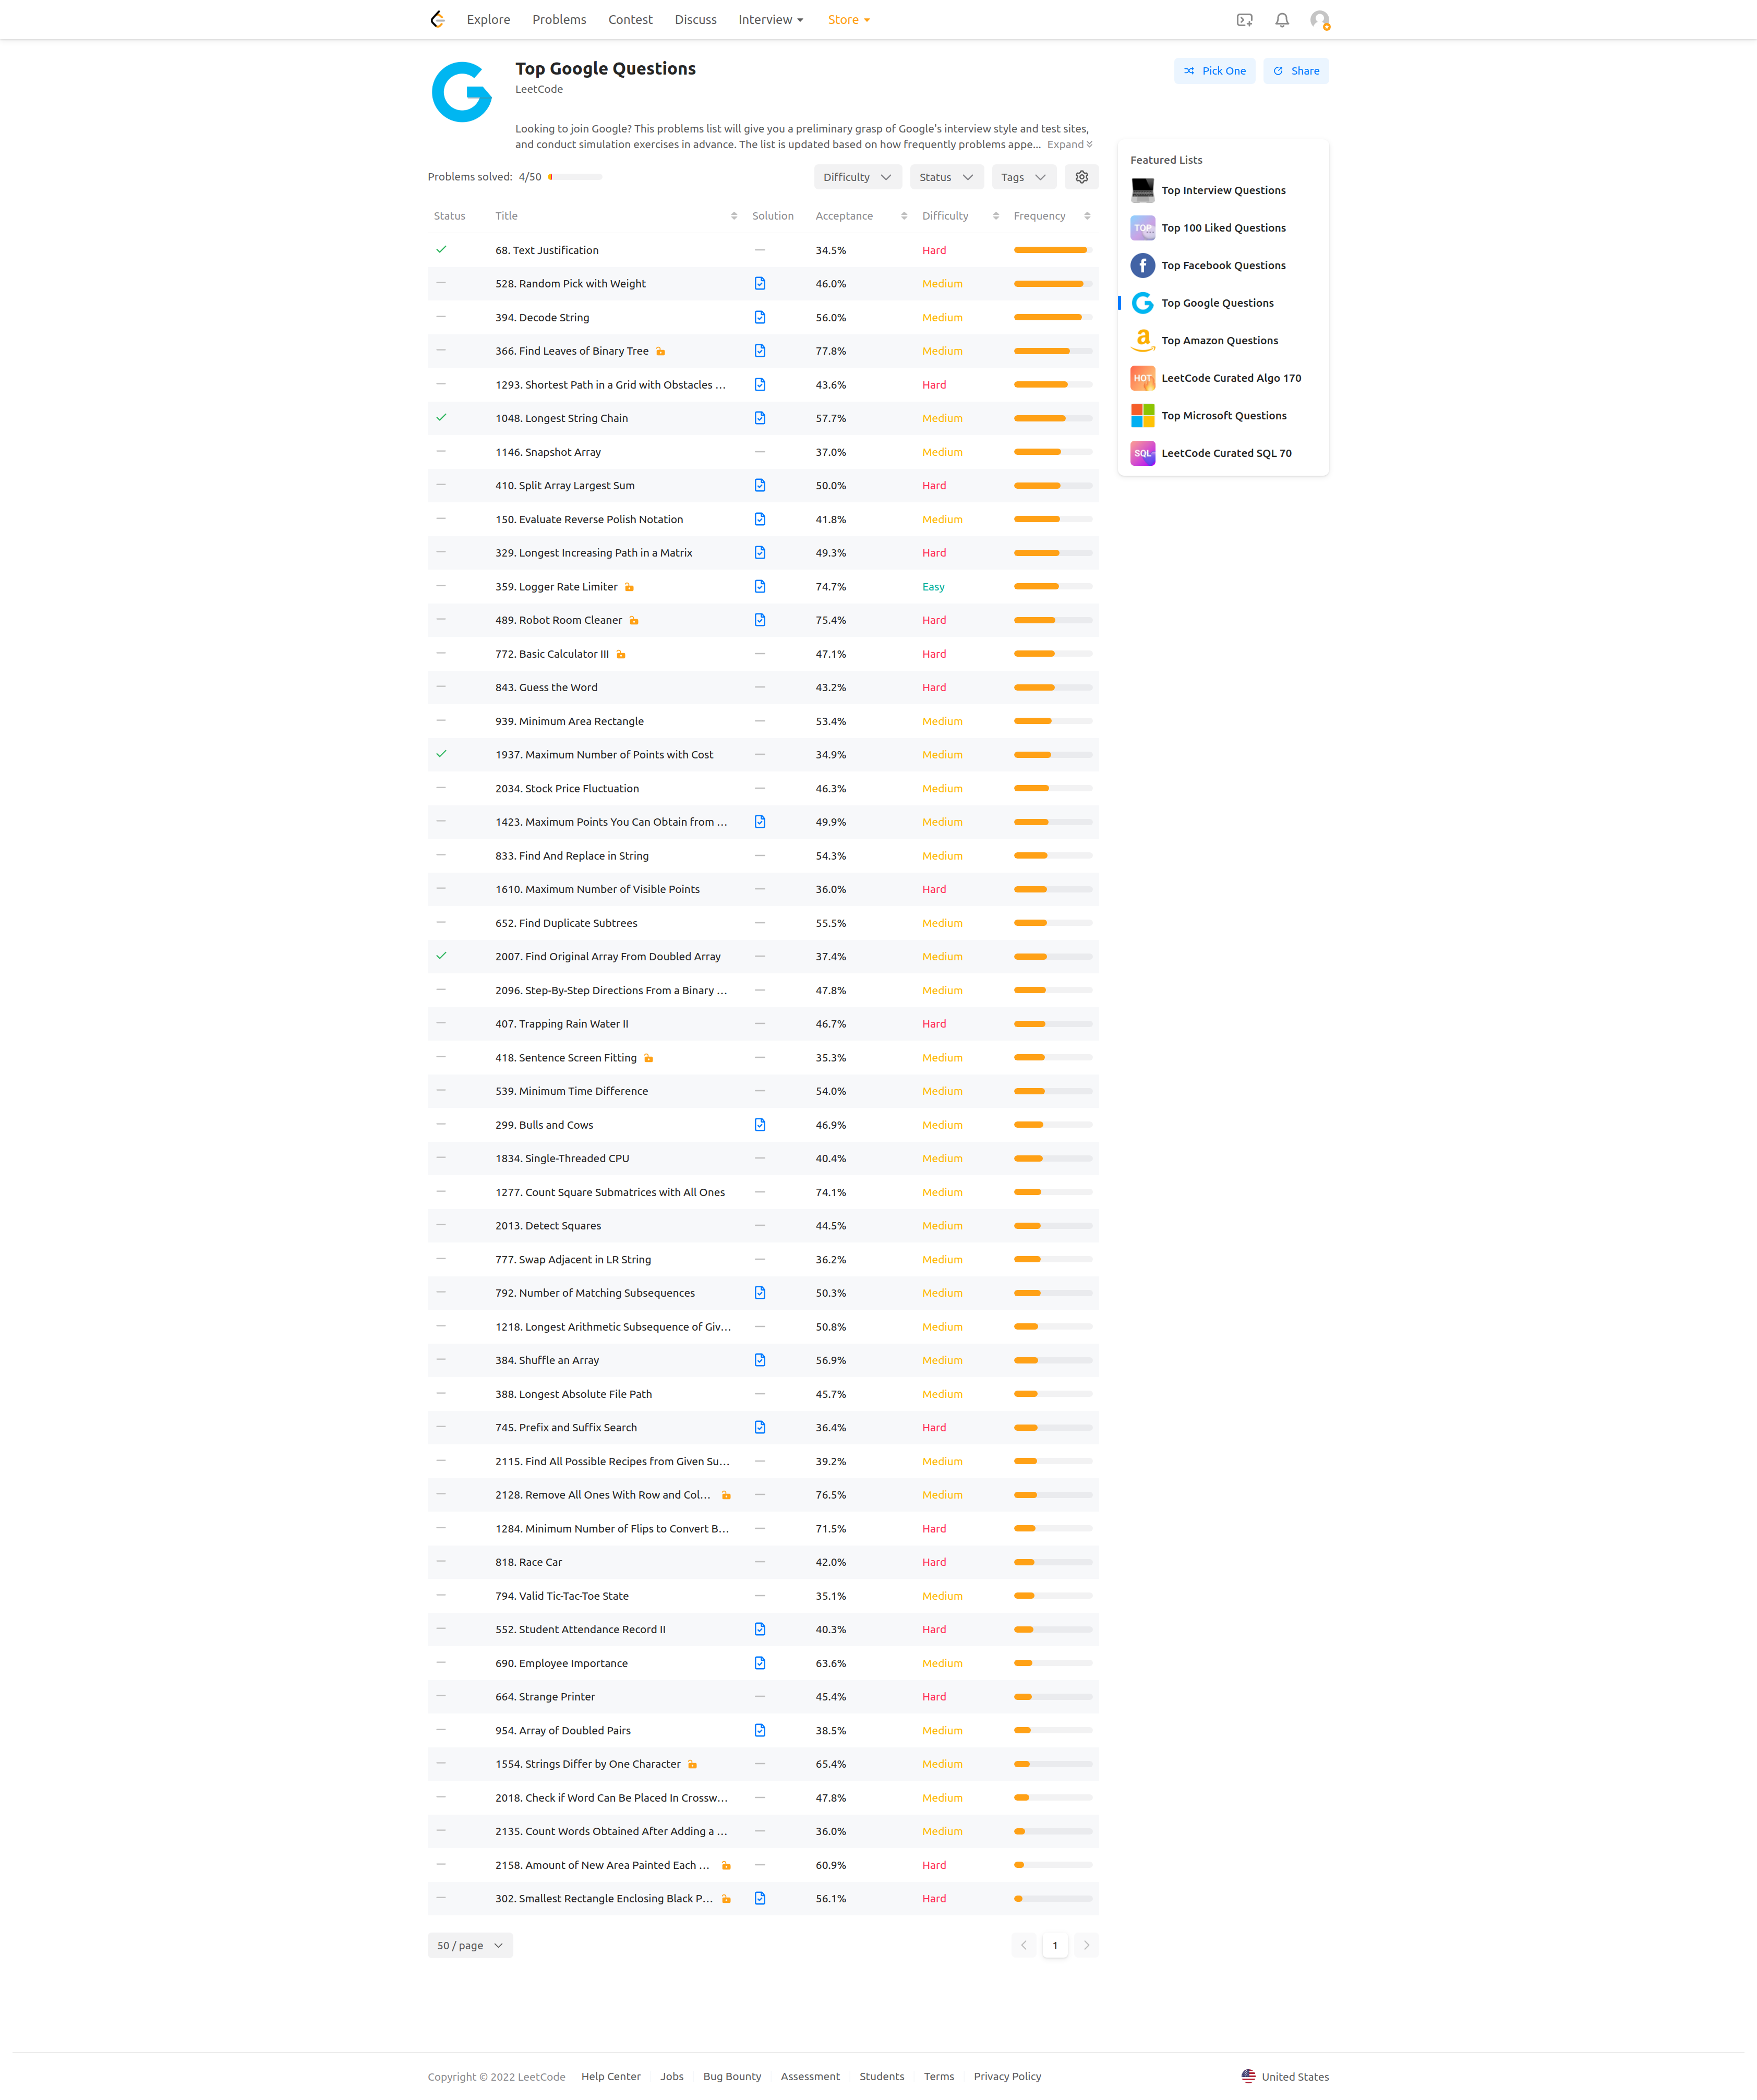 Explore Problems Contest Discuss Interview Store
Top Google Questions
LeetCode
Pick One Share
Looking to join Google? This problems list will give you a preliminary grasp of Google's interview style and test sites,
and conduct simulation exercises in advance. The list is updated based on how frequently problems appe... Expand
Problems solved: 4/50 Difficulty Status Tags
Status Title Solution Acceptance Difficulty Frequency
68. Text Justification 34.5% Hard
528. Random Pick with Weight 46.0% Medium
394. Decode String 56.0% Medium
366. Find Leaves of Binary Tree 77.8% Medium
1293. Shortest Path in a Grid with Obstacles ... 43.6% Hard
1048. Longest String Chain 57.7% Medium
1146. Snapshot Array 37.0% Medium
410. Split Array Largest Sum 50.0% Hard
150. Evaluate Reverse Polish Notation 41.8% Medium
329. Longest Increasing Path in a Matrix 49.3% Hard
359. Logger Rate Limiter 74.7% Easy
489. Robot Room Cleaner 75.4% Hard
772. Basic Calculator III 47.1% Hard
843. Guess the Word 43.2% Hard
939. Minimum Area Rectangle 53.4% Medium
1937. Maximum Number of Points with Cost 34.9% Medium
2034. Stock Price Fluctuation 46.3% Medium
1423. Maximum Points You Can Obtain from ... 49.9% Medium
833. Find And Replace in String 54.3% Medium
1610. Maximum Number of Visible Points 36.0% Hard
652. Find Duplicate Subtrees 55.5% Medium
2007. Find Original Array From Doubled Array 37.4% Medium
2096. Step-By-Step Directions From a Binary ... 47.8% Medium
407. Trapping Rain Water II 46.7% Hard
418. Sentence Screen Fitting 35.3% Medium
539. Minimum Time Difference 54.0% Medium
299. Bulls and Cows 46.9% Medium
1834. Single-Threaded CPU 40.4% Medium
1277. Count Square Submatrices with All Ones 74.1% Medium
2013. Detect Squares 44.5% Medium
777. Swap Adjacent in LR String 36.2% Medium
792. Number of Matching Subsequences 50.3% Medium
1218. Longest Arithmetic Subsequence of Giv... 50.8% Medium
384. Shuffle an Array 56.9% Medium
388. Longest Absolute File Path 45.7% Medium
745. Prefix and Suffix Search 36.4% Hard
2115. Find All Possible Recipes from Given Su... 39.2% Medium
2128. Remove All Ones With Row and Col... 76.5% Medium
1284. Minimum Number of Flips to Convert B... 71.5% Hard
818. Race Car 42.0% Hard
794. Valid Tic-Tac-Toe State 35.1% Medium
552. Student Attendance Record II 40.3% Hard
690. Employee Importance 63.6% Medium
664. Strange Printer 45.4% Hard
954. Array of Doubled Pairs 38.5% Medium
1554. Strings Differ by One Character 65.4% Medium
2018. Check if Word Can Be Placed In Crossw... 47.8% Medium
2135. Count Words Obtained After Adding a ... 36.0% Medium
2158. Amount of New Area Painted Each ... 60.9% Hard
302. Smallest Rectangle Enclosing Black P... 56.1% Hard
50 / page 1
Featured Lists
Top Interview Questions
TOP Top 100 Liked Questions
Top Facebook Questions
Top Google Questions
Top Amazon Questions
HOT LeetCode Curated Algo 170
Top Microsoft Questions
SQL LeetCode Curated SQL 70
Copyright © 2022 LeetCode Help Center Jobs Bug Bounty Assessment Students Terms Privacy Policy United States